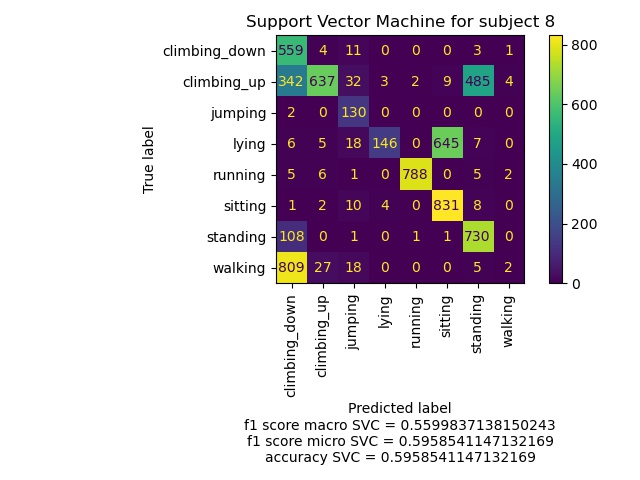 Support Vector Machine for subject 8
climbing_down 559 4 11 0 0 0 3 1
climbing_up 342 637 32 3 2 9 485 4
jumping 2 0 130 0 0 0 0 0
lying 6 5 18 146 0 645 7 0
running 5 6 1 0 788 0 5 2
sitting 1 2 10 4 0 831 8 0
standing 108 0 1 0 1 1 730 0
walking 809 27 18 0 0 0 5 2
True label
climbing_down climbing_up jumping lying running sitting standing walking
Predicted label
800
600
400
200
0
f1 score macro SVC = 0.5599837138150243
f1 score micro SVC = 0.5958541147132169
accuracy SVC = 0.5958541147132169